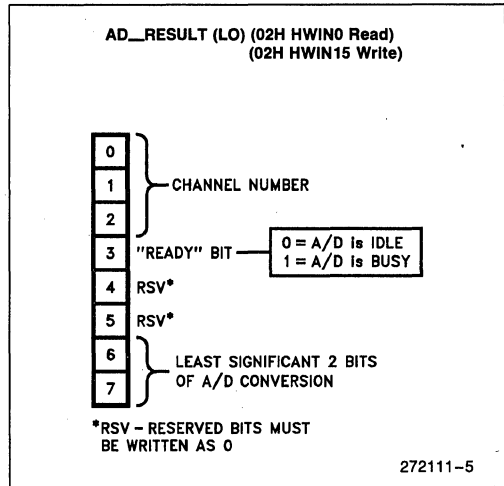 AD__RESULT (LO) (02H HWIN0 Read)
(02H HWIN15 Write)
0
1
2
CHANNEL NUMBER
3 "READY" BIT
0 = A/D is IDLE
1 = A/D is BUSY
4 RSV*
5 RSV*
6
7
LEAST SIGNIFICANT 2 BITS
OF A/D CONVERSION
*RSV – RESERVED BITS MUST
BE WRITTEN AS 0
272111–5